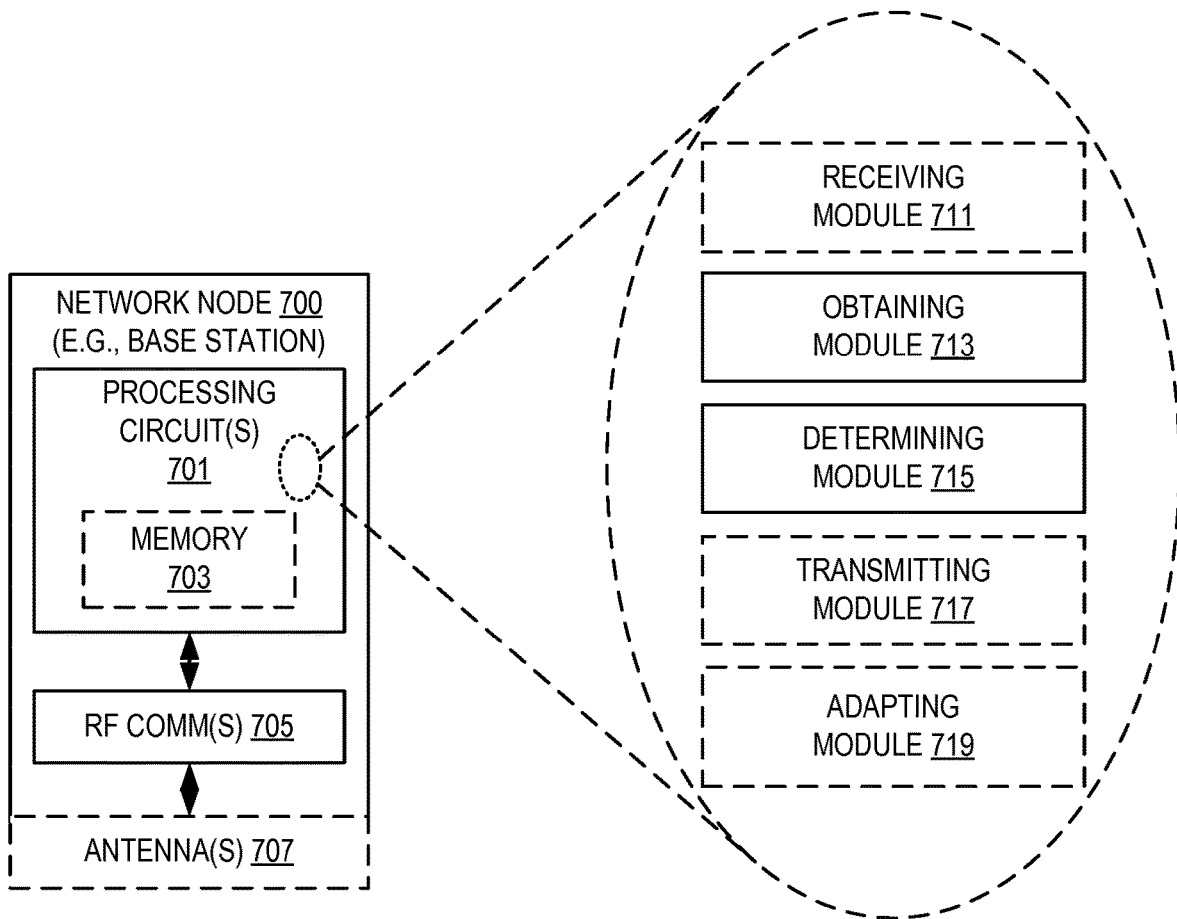 NETWORK NODE 700
(E.G., BASE STATION)
PROCESSING
CIRCUIT(S)
701
MEMORY
703
RF COMM(S) 705
ANTENNA(S) 707
RECEIVING
MODULE 711
OBTAINING
MODULE 713
DETERMINING
MODULE 715
TRANSMITTING
MODULE 717
ADAPTING
MODULE 719